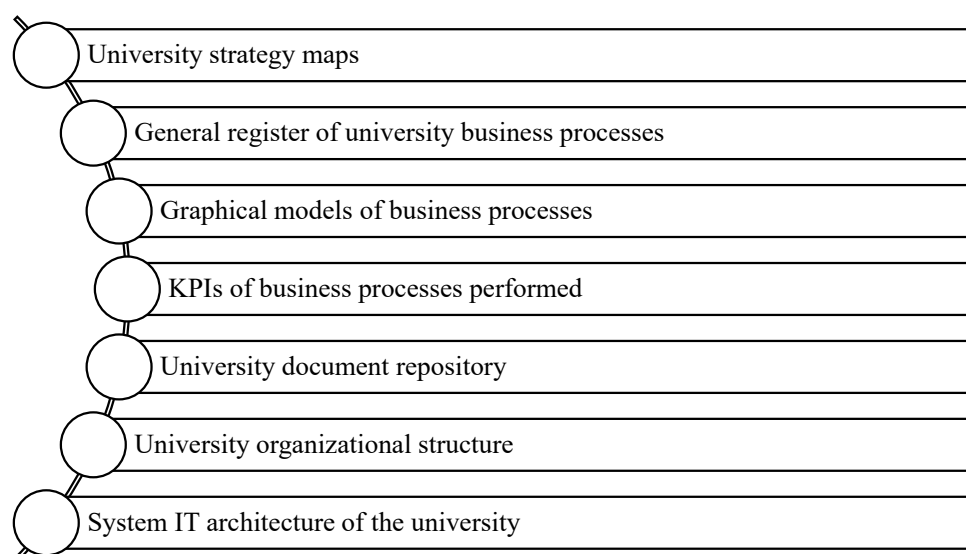 University strategy maps
General register of university business processes
Graphical models of business processes
KPIs of business processes performed
University document repository
University organizational structure
System IT architecture of the university